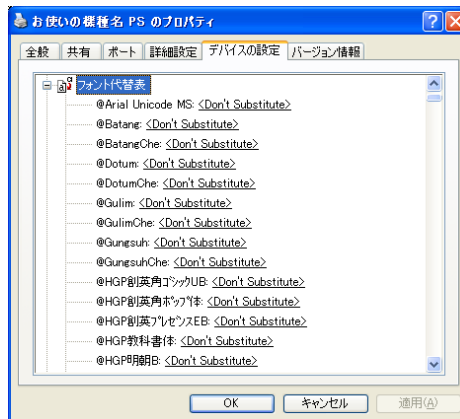 お使いの機種名 PS のプロパティ
全般 共有 ポート 詳細設定 デバイスの設定 バージョン情報
フォント代替表
@Arial Unicode MS: <Don't Substitute>
@Batang: <Don't Substitute>
@BatangChe: <Don't Substitute>
@Dotum: <Don't Substitute>
@DotumChe: <Don't Substitute>
@Gulim: <Don't Substitute>
@GulimChe: <Don't Substitute>
@Gungsuh: <Don't Substitute>
@GungsuhChe: <Don't Substitute>
@HGP創英角ゴシックUB: <Don't Substitute>
@HGP創英角ポップ体: <Don't Substitute>
@HGP創英プレゼンスEB: <Don't Substitute>
@HGP教科書体: <Don't Substitute>
@HGP明朝B: <Don't Substitute>
OK キャンセル 適用(A)